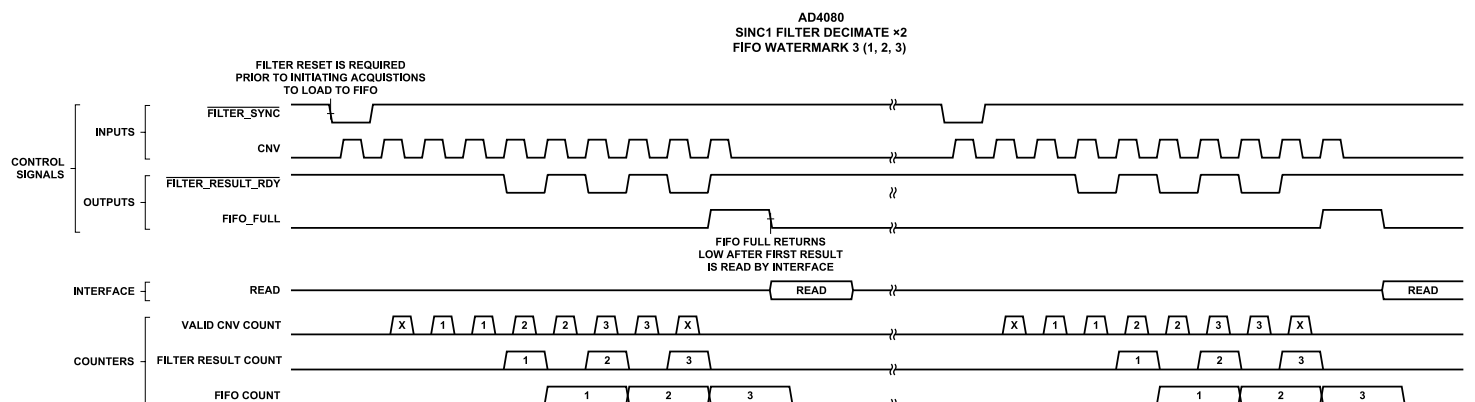 AD4080
SINC1 FILTER DECIMATE ×2
FIFO WATERMARK 3 (1, 2, 3)
FILTER RESET IS REQUIRED
PRIOR TO INITIATING ACQUISTIONS
TO LOAD TO FIFO
CONTROL
SIGNALS
INPUTS
FILTER_SYNC
CNV
OUTPUTS
FILTER_RESULT_RDY
FIFO_FULL
FIFO FULL RETURNS
LOW AFTER FIRST RESULT
IS READ BY INTERFACE
INTERFACE
READ
READ
READ
COUNTERS
VALID CNV COUNT
X 1 1 2 2 3 3 X
X 1 1 2 2 3 3 X
FILTER RESULT COUNT
1 2 3
1 2 3
FIFO COUNT
1 2 3
1 2 3